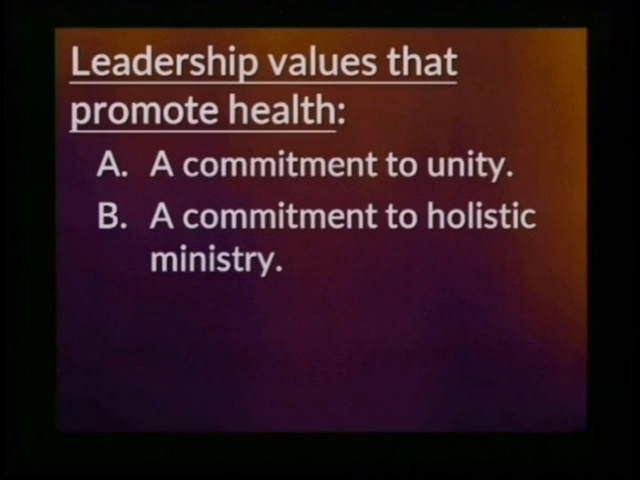 Leadership values that
promote health:
A. A commitment to unity.
B. A commitment to holistic
ministry.